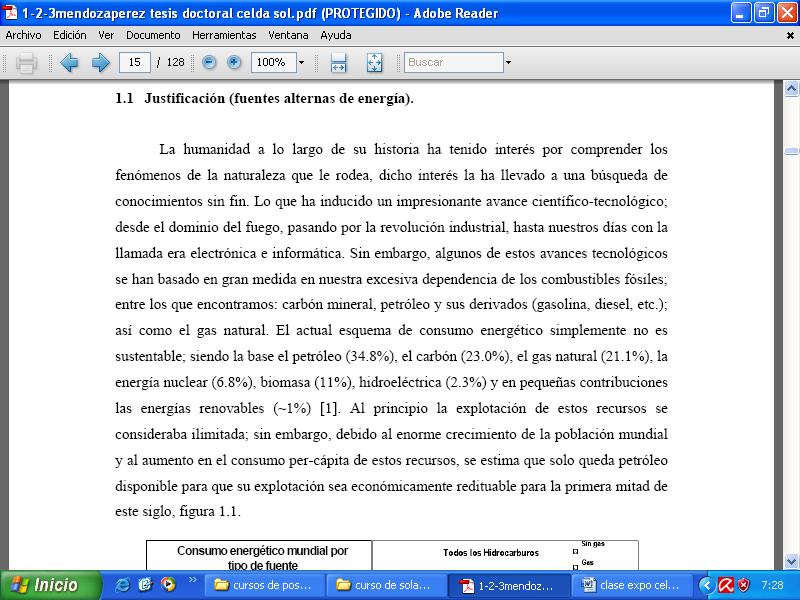 1-2-3mendozaperez tesis doctoral celda sol.pdf (PROTEGIDO) - Adobe Reader
Archivo Edición Ver Documento Herramientas Ventana Ayuda
15 / 128 100% Buscar
1.1 Justificación (fuentes alternas de energía).
La humanidad a lo largo de su historia ha tenido interés por comprender los
fenómenos de la naturaleza que le rodea, dicho interés la ha llevado a una búsqueda de
conocimientos sin fin. Lo que ha inducido un impresionante avance científico-tecnológico;
desde el dominio del fuego, pasando por la revolución industrial, hasta nuestros días con la
llamada era electrónica e informática. Sin embargo, algunos de estos avances tecnológicos
se han basado en gran medida en nuestra excesiva dependencia de los combustibles fósiles;
entre los que encontramos: carbón mineral, petróleo y sus derivados (gasolina, diesel, etc.);
así como el gas natural. El actual esquema de consumo energético simplemente no es
sustentable; siendo la base el petróleo (34.8%), el carbón (23.0%), el gas natural (21.1%), la
energía nuclear (6.8%), biomasa (11%), hidroeléctrica (2.3%) y en pequeñas contribuciones
las energías renovables (~1%) [1]. Al principio la explotación de estos recursos se
consideraba ilimitada; sin embargo, debido al enorme crecimiento de la población mundial
y al aumento en el consumo per-cápita de estos recursos, se estima que solo queda petróleo
disponible para que su explotación sea económicamente redituable para la primera mitad de
este siglo, figura 1.1.
Consumo energético mundial por
tipo de fuente
Todos los Hidrocarburos
Sin gas
Gas
Inicio
cursos de pos...
curso de sola...
1-2-3mendoz...
clase expo cel...
7:28